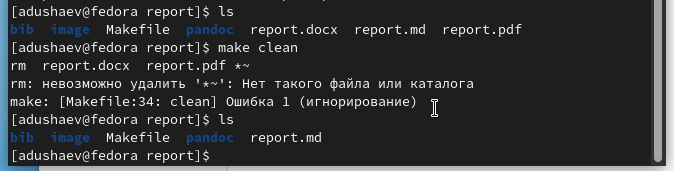 [adushaev@fedora report]$ ls
bib image Makefile pandoc report.docx report.md report.pdf
[adushaev@fedora report]$ make clean
rm report.docx report.pdf *~
rm: невозможно удалить '*~': Нет такого файла или каталога
make: [Makefile:34: clean] Ошибка 1 (игнорирование)
[adushaev@fedora report]$ ls
bib image Makefile pandoc report.md
[adushaev@fedora report]$